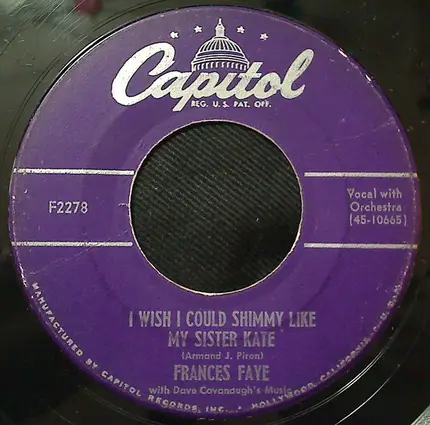 Capitol
REG. U.S. PAT. OFF.
F2278
Vocal with
Orchestra
(45-10665)
I WISH I COULD SHIMMY LIKE
MY SISTER KATE
(Armand J. Piron)
FRANCES FAYE
with Dave Cavanaugh's Music
MANUFACTURED BY CAPITOL RECORDS, INC., HOLLYWOOD, CALIFORNIA, U.S.A.